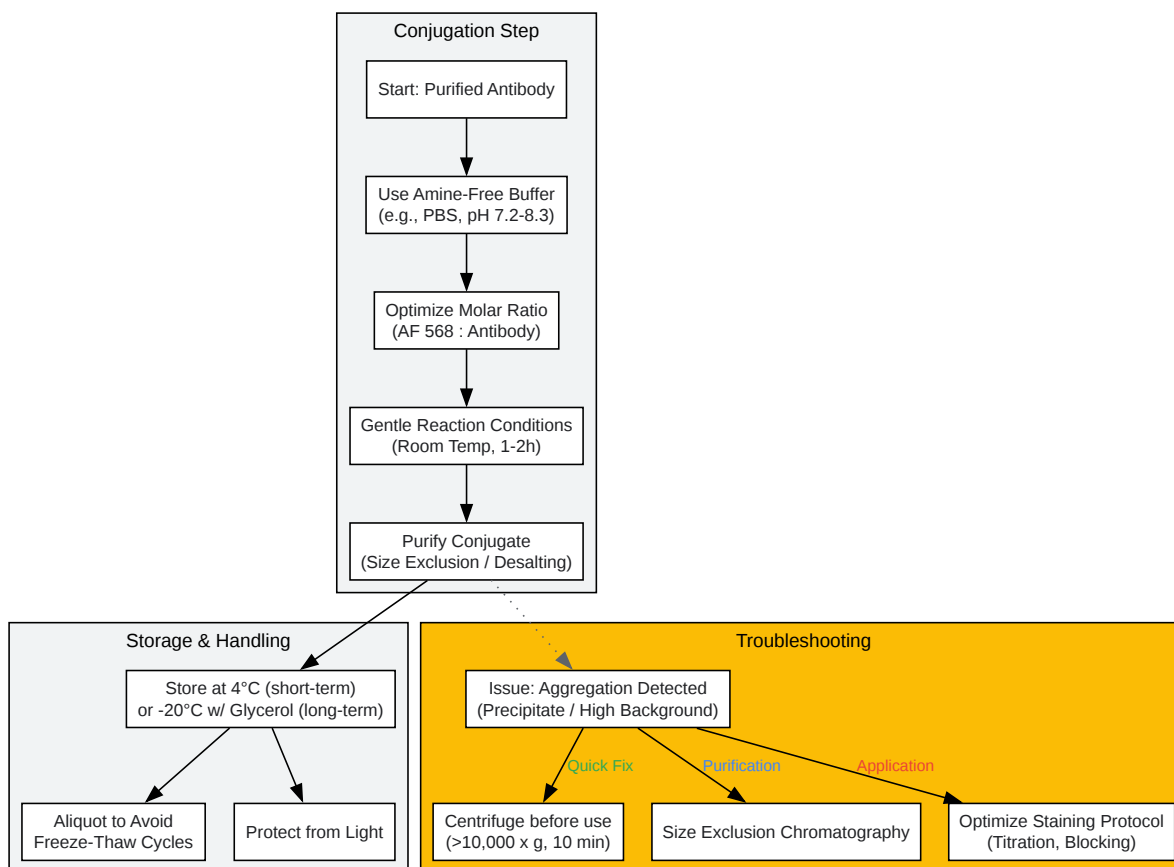 Conjugation Step
Start: Purified Antibody
Use Amine-Free Buffer
(e.g., PBS, pH 7.2-8.3)
Optimize Molar Ratio
(AF 568 : Antibody)
Gentle Reaction Conditions
(Room Temp, 1-2h)
Purify Conjugate
(Size Exclusion / Desalting)
Storage & Handling
Store at 4°C (short-term)
or -20°C w/ Glycerol (long-term)
Aliquot to Avoid
Freeze-Thaw Cycles
Protect from Light
Troubleshooting
Issue: Aggregation Detected
(Precipitate / High Background)
Quick Fix
Purification
Application
Centrifuge before use
(>10,000 x g, 10 min)
Size Exclusion Chromatography
Optimize Staining Protocol
(Titration, Blocking)